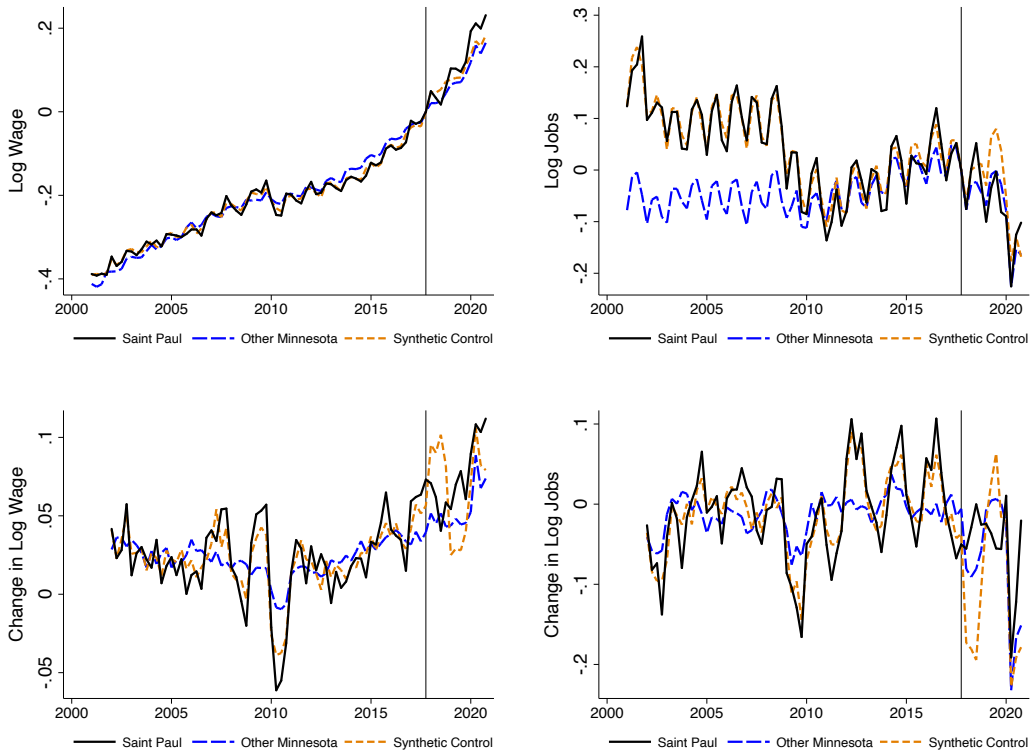 Log Wage
.2
0
-.2
-.4
2000 2005 2010 2015 2020
Saint Paul Other Minnesota Synthetic Control
Log Jobs
.3
.2
.1
0
-.1
-.2
2000 2005 2010 2015 2020
Saint Paul Other Minnesota Synthetic Control
Change in Log Wage
.1
.05
0
-.05
2000 2005 2010 2015 2020
Saint Paul Other Minnesota Synthetic Control
Change in Log Jobs
.1
0
-.1
-.2
2000 2005 2010 2015 2020
Saint Paul Other Minnesota Synthetic Control